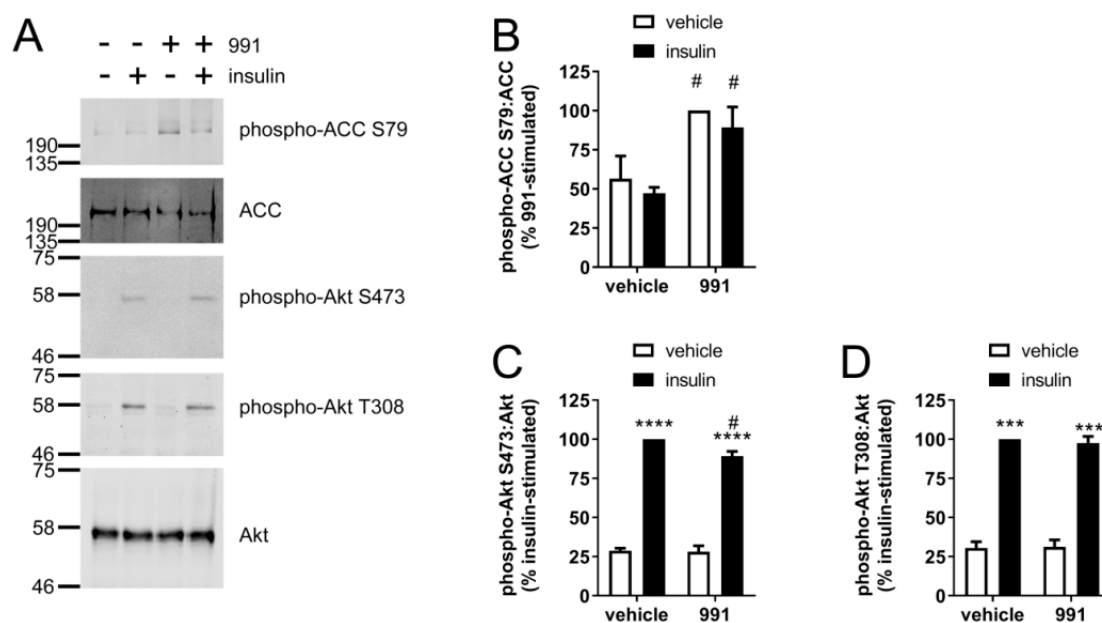 A
- - + + 991
- + - + insulin
190
135
phospho-ACC S79
190
135
ACC
75
58
46
phospho-Akt S473
75
58
46
phospho-Akt T308
75
58
46
Akt
B
vehicle
insulin
phospho-ACC S79:ACC
(% 991-stimulated)
125
100
75
50
25
0
# #
vehicle 991
C
vehicle
insulin
phospho-Akt S473:Akt
(% insulin-stimulated)
125
100
75
50
25
0
****
#
****
vehicle 991
D
vehicle
insulin
phospho-Akt T308:Akt
(% insulin-stimulated)
125
100
75
50
25
0
*** ***
vehicle 991